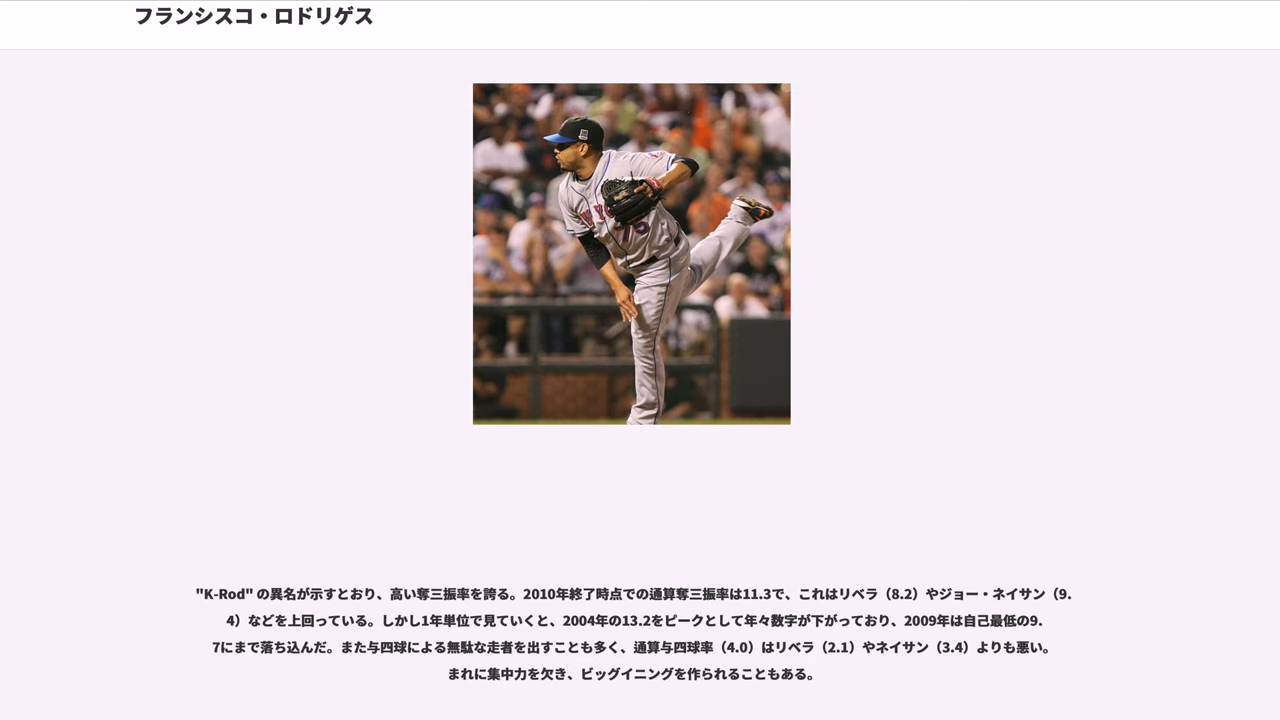 フランシスコ・ロドリゲス
"K-Rod" の異名が示すとおり、高い奪三振率を誇る。2010年終了時点での通算奪三振率は11.3で、これはリベラ（8.2）やジョー・ネイサン（9.
4）などを上回っている。しかし1年単位で見ていくと、2004年の13.2をピークとして年々数字が下がっており、2009年は自己最低の9.
7にまで落ち込んだ。また与四球による無駄な走者を出すことも多く、通算与四球率（4.0）はリベラ（2.1）やネイサン（3.4）よりも悪い。
まれに集中力を欠き、ビッグイニングを作られることもある。